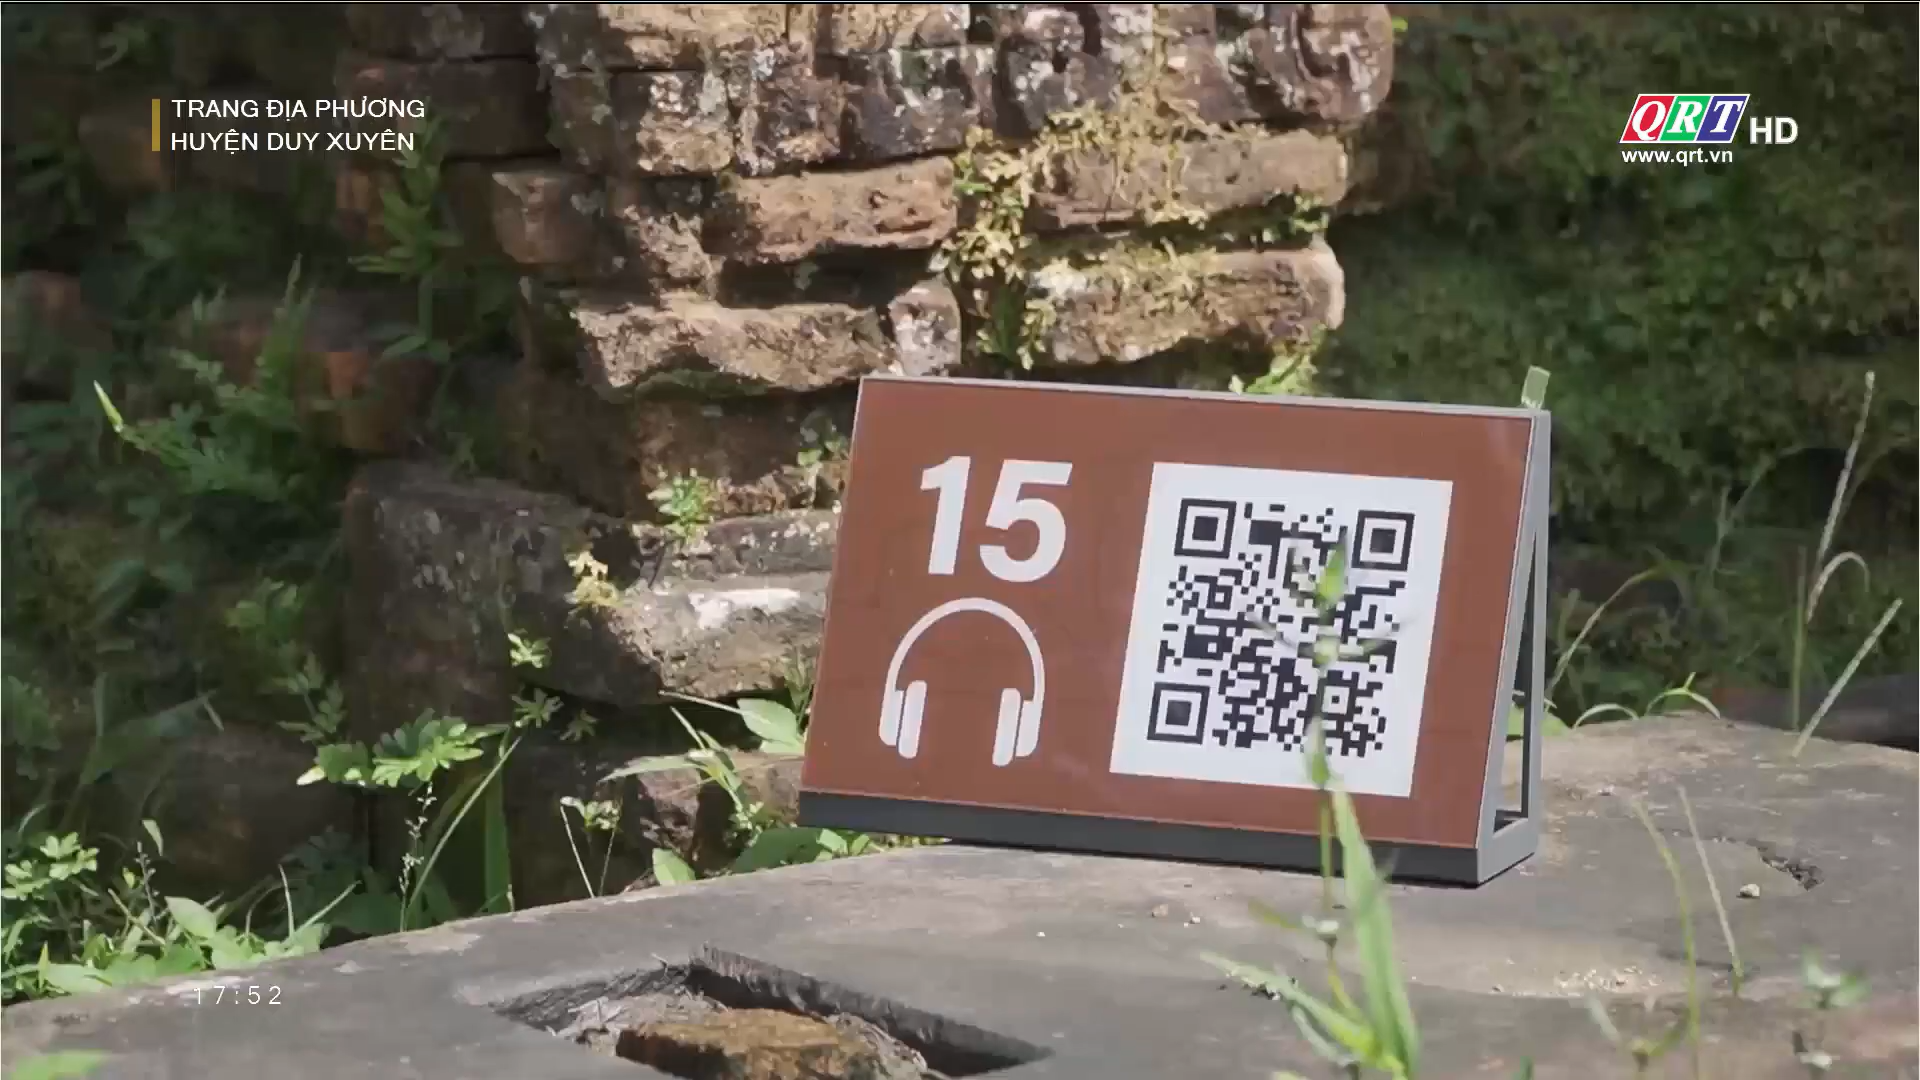 TRANG ĐỊA PHƯƠNG
HUYỆN DUY XUYÊN
QRT HD
www.qrt.vn
15
17:52